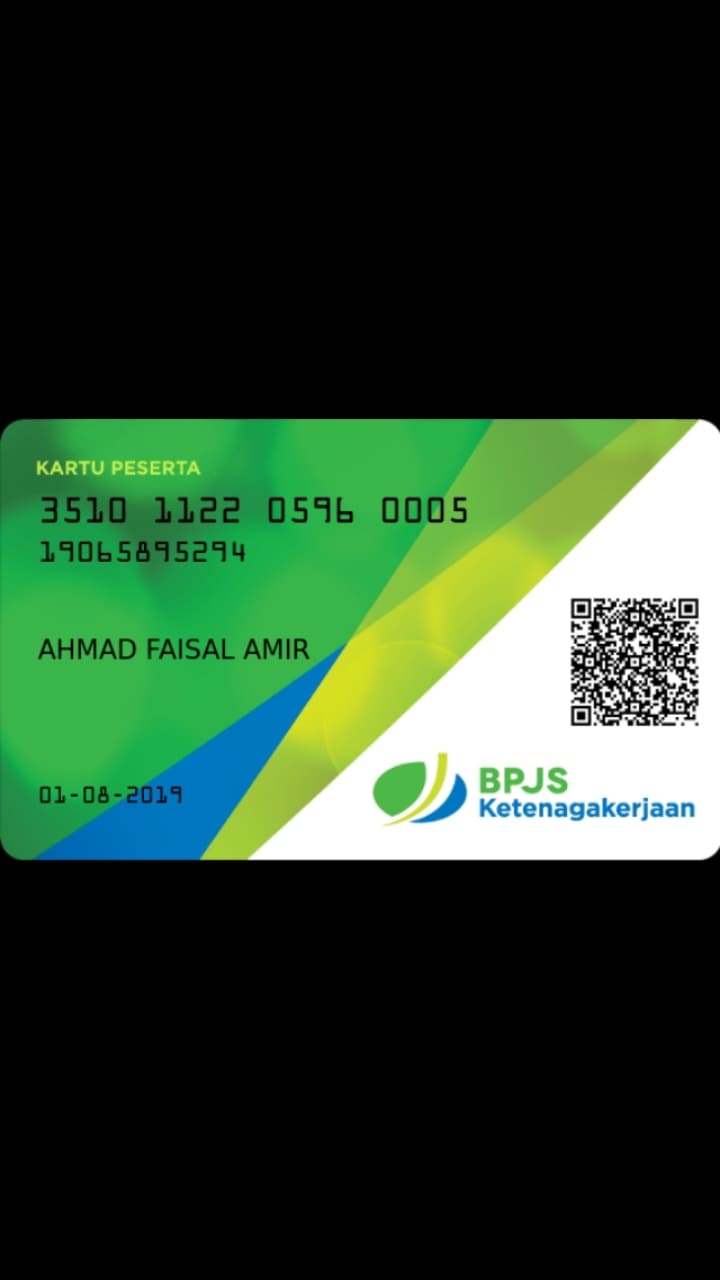 KARTU PESERTA
3510 1122 0596 0005
19065895294
AHMAD FAISAL AMIR
01-08-2019
BPJS
Ketenagakerjaan